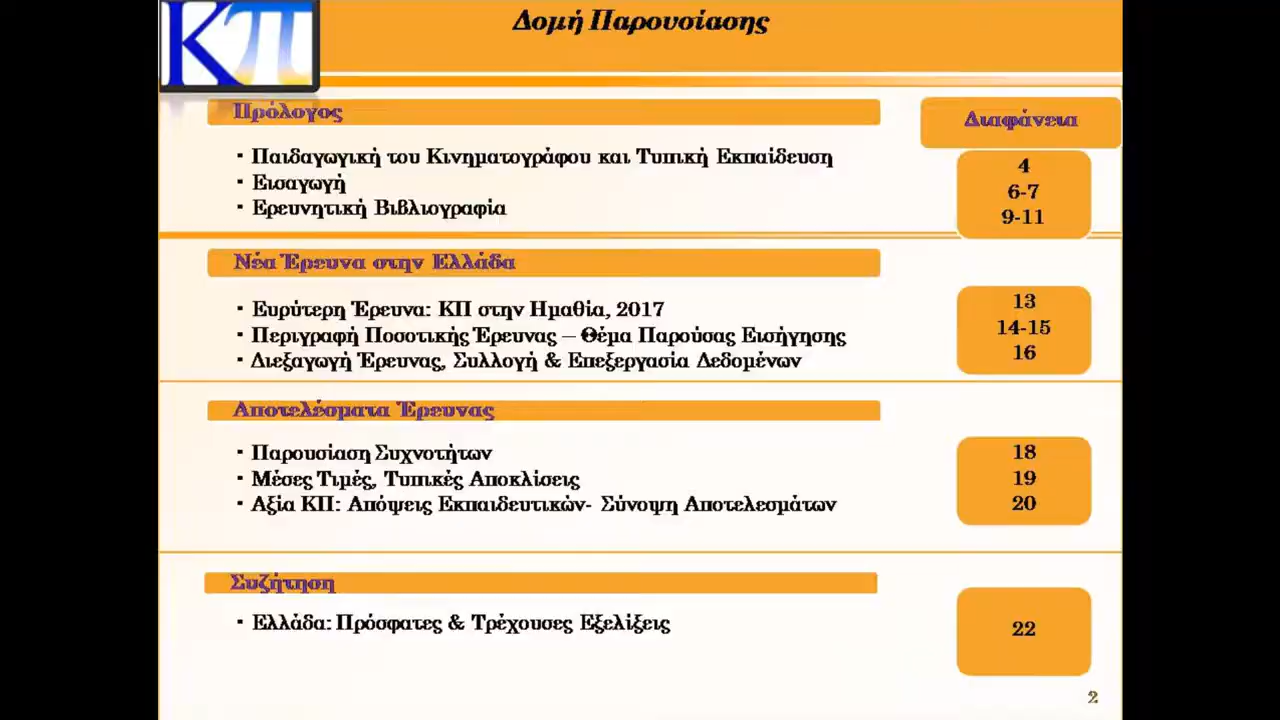 Κπ
Δομή Παρουσίασης
Πρόλογος
Διαφάνεια
▪ Παιδαγωγική του Κινηματογράφου και Τυπική Εκπαίδευση
4
▪ Εισαγωγή
6-7
▪ Ερευνητική Βιβλιογραφία
9-11
Νέα Έρευνα στην Ελλάδα
▪ Ευρύτερη Έρευνα: ΚΠ στην Ημαθία, 2017
13
▪ Περιγραφή Ποσοτικής Έρευνας – Θέμα Παρούσας Εισήγησης
14-15
▪ Διεξαγωγή Έρευνας, Συλλογή & Επεξεργασία Δεδομένων
16
Αποτελέσματα Έρευνας
▪ Παρουσίαση Συχνοτήτων
18
▪ Μέσες Τιμές, Τυπικές Αποκλίσεις
19
▪ Αξία ΚΠ: Απόψεις Εκπαιδευτικών- Σύνοψη Αποτελεσμάτων
20
Συζήτηση
▪ Ελλάδα: Πρόσφατες & Τρέχουσες Εξελίξεις
22
2